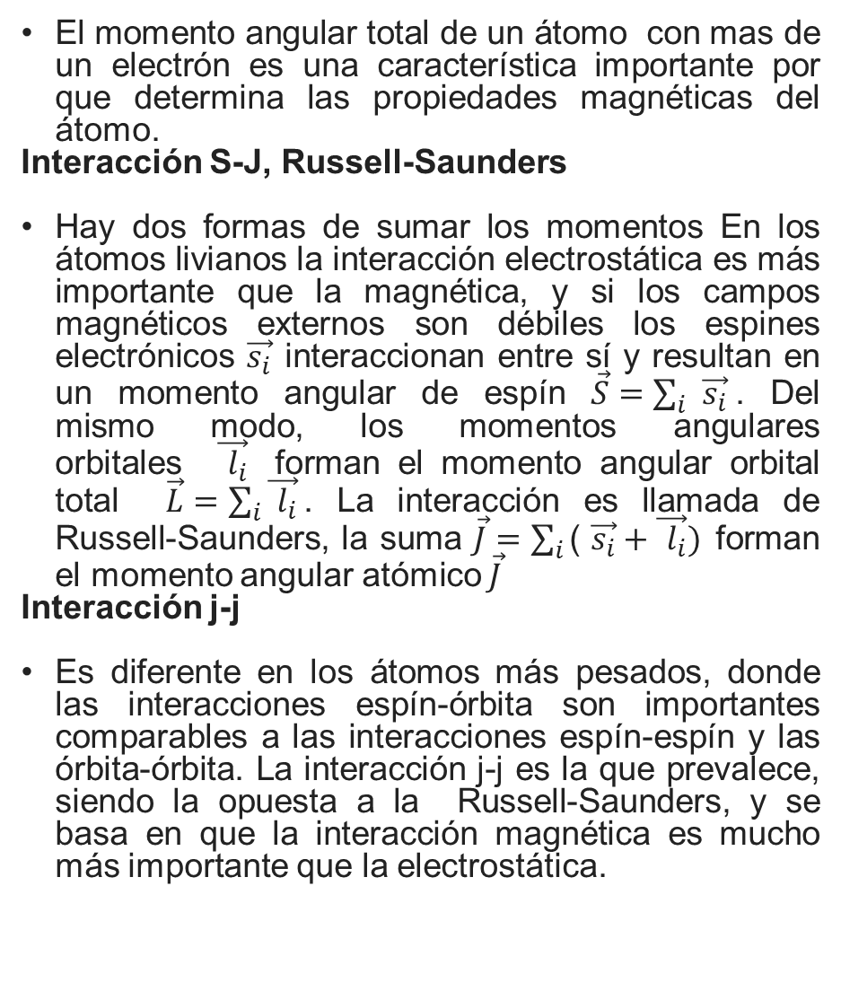 • El momento angular total de un átomo  con mas de
un electrón es una característica importante por
que determina las propiedades magnéticas del
átomo.
Interacción S-J, Russell-Saunders
• Hay dos formas de sumar los momentos En los
átomos livianos la interacción electrostática es más
importante que la magnética, y si los campos
magnéticos externos son débiles los espines
electrónicos $\vec{s_i}$ interaccionan entre sí y resultan en
un momento angular de espín $\vec{S} = \sum_i \vec{s_i}$ . Del
mismo modo, los momentos angulares
orbitales $\vec{l_i}$ forman el momento angular orbital
total $\vec{L} = \sum_i \vec{l_i}$ . La interacción es llamada de
Russell-Saunders, la suma $\vec{J} = \sum_i ( \vec{s_i} + \vec{l_i})$ forman
el momento angular atómico $\vec{J}$
Interacción j-j
• Es diferente en los átomos más pesados, donde
las interacciones espín-órbita son importantes
comparables a las interacciones espín-espín y las
órbita-órbita. La interacción j-j es la que prevalece,
siendo la opuesta a la  Russell-Saunders, y se
basa en que la interacción magnética es mucho
más importante que la electrostática.